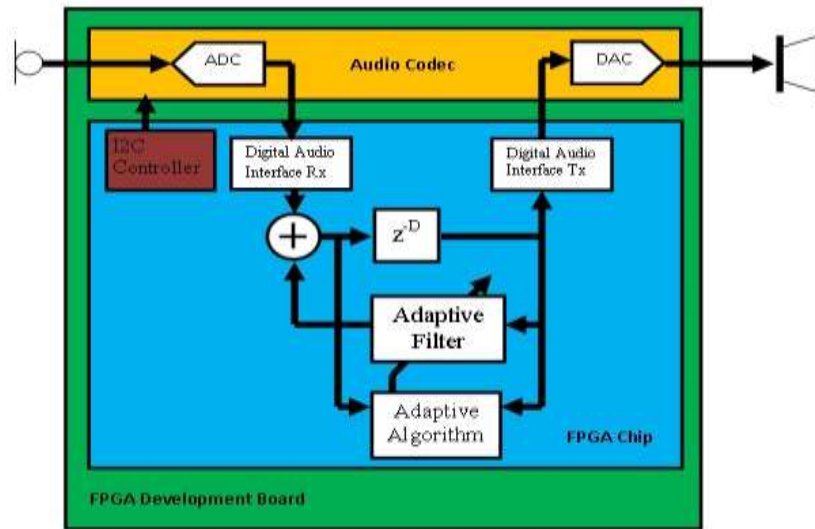 ADC
Audio Codec
DAC
I2C
Controller
Digital Audio
Interface Rx
Digital Audio
Interface Tx
+
z-D
Adaptive
Filter
Adaptive
Algorithm
FPGA Chip
FPGA Development Board